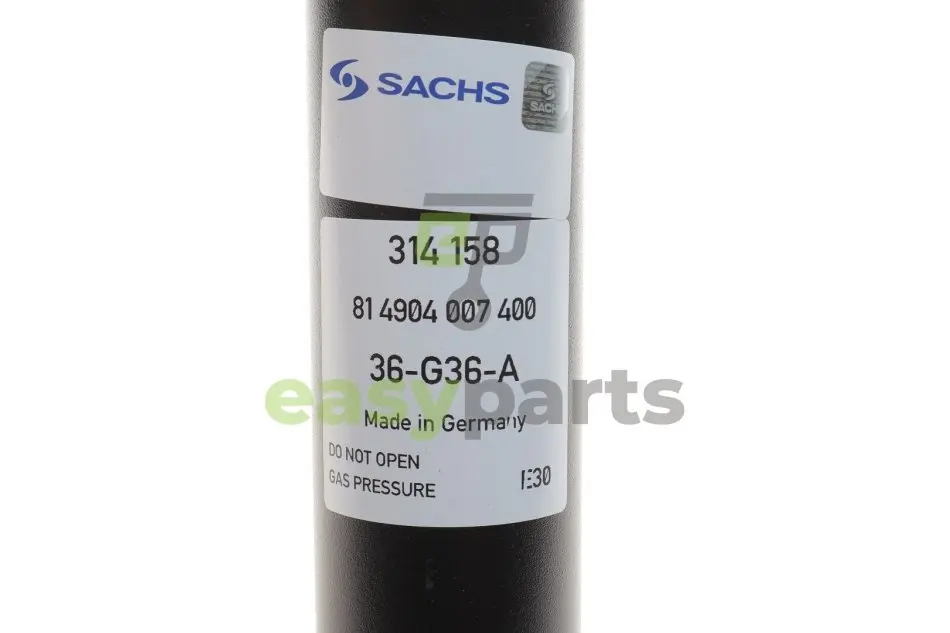 SACHS
SACHS
314 158
81 4904 007 400
36-G36-A
easyparts
Made in Germany
DO NOT OPEN
GAS PRESSURE
E30